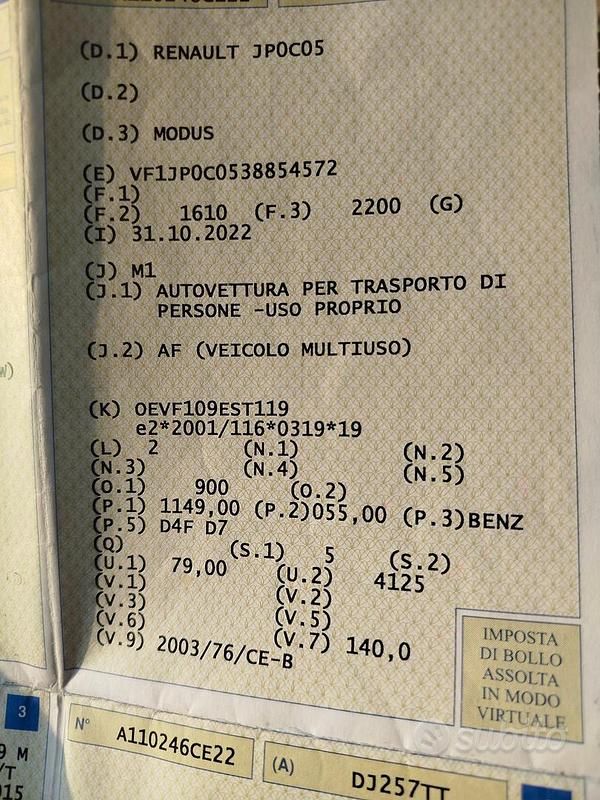 (D.1) RENAULT JP0C05
(D.2)
(D.3) MODUS
(E) VF1JP0C0538854572
(F.1)
(F.2) 1610 (F.3) 2200 (G)
(I) 31.10.2022
(J) M1
(J.1) AUTOVETTURA PER TRASPORTO DI
PERSONE -USO PROPRIO
(J.2) AF (VEICOLO MULTIUSO)
(K) OEVF109EST119
e2*2001/116*0319*19
(L) 2 (N.1) (N.2)
(N.3) (N.4) (N.5)
(O.1) 900 (O.2)
(P.1) 1149,00 (P.2)055,00 (P.3)BENZ
(P.5) D4F D7
(Q) (S.1) 5 (S.2)
(U.1) 79,00 (U.2) 4125
(V.1) (V.2)
(V.3) (V.5)
(V.6) (V.7) 140,0
(V.9) 2003/76/CE-B
IMPOSTA
DI BOLLO
ASSOLTA
IN MODO
VIRTUALE
3
N° A110246CE22
(A) DJ257TT
subito